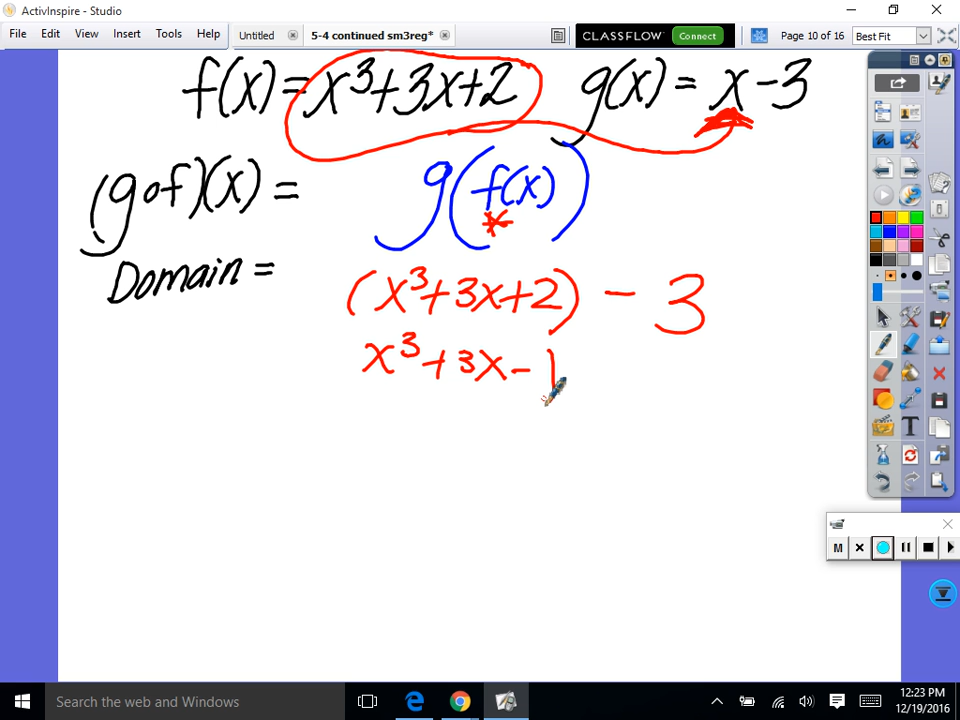 ActivInspire - Studio
File Edit View Insert Tools Help Untitled 5-4 continued sm3reg* CLASSFLOW Connect Page 10 of 16 Best Fit
f(x) = x³+3x+2 g(x) = x-3
(g∘f)(x) = g(f(x))
*
Domain =
(x³+3x+2) - 3
x³+3x-1
M
Search the web and Windows
12:23 PM
12/19/2016